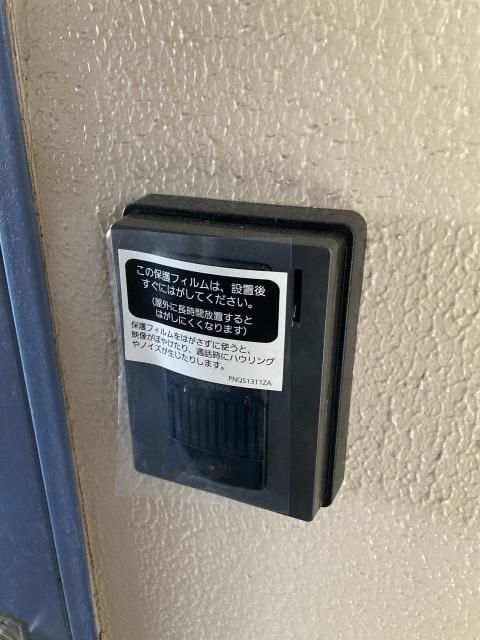 この保護フィルムは、設置後
すぐにはがしてください。
(屋外に長時間放置すると
はがしにくくなります)
保護フィルムをはがさずに使うと、
映像がぼやけたり、通話時にハウリング
やノイズが生じたりします。
PNQS1311ZA